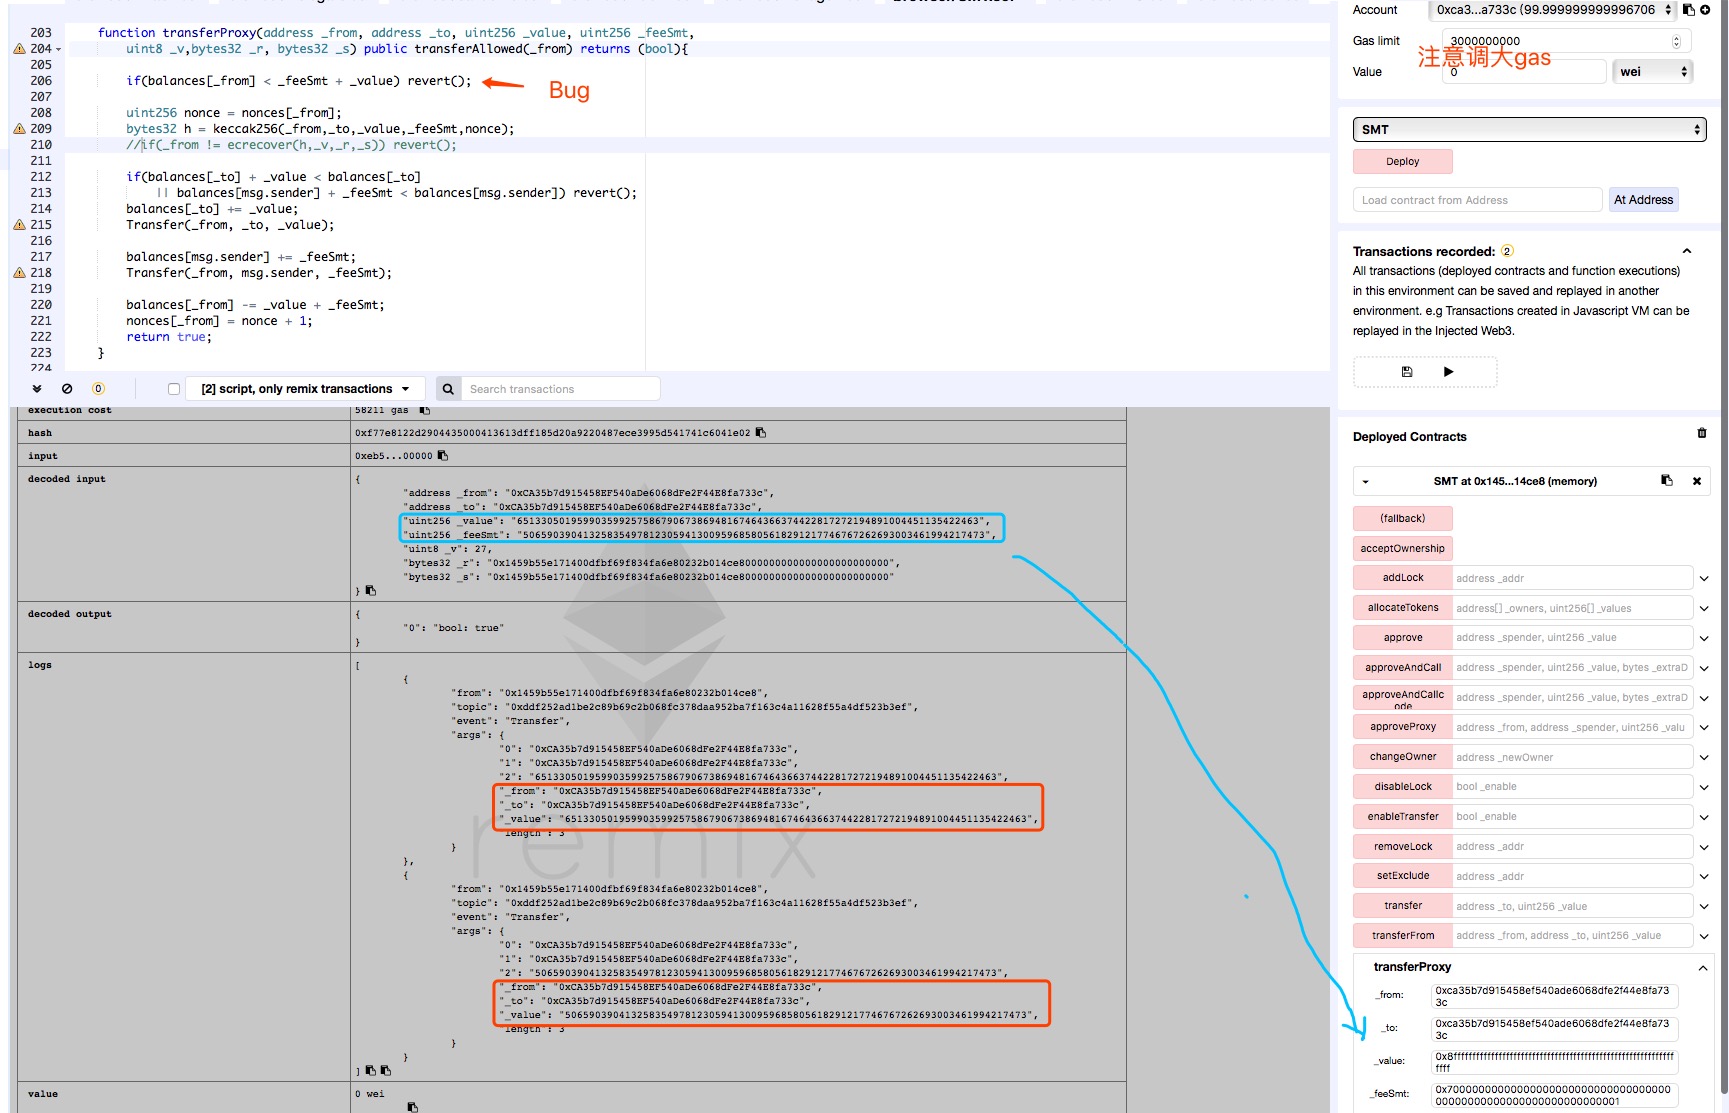 203 function transferProxy(address _from, address _to, uint256 _value, uint256 _feeSmt,
204 uint8 _v,bytes32 _r, bytes32 _s) public transferAllowed(_from) returns (bool){
205
206 if(balances[_from] < _feeSmt + _value) revert();
Bug
207
208 uint256 nonce = nonces[_from];
209 bytes32 h = keccak256(_from,_to,_value,_feeSmt,nonce);
210 //if(_from != ecrecover(h,_v,_r,_s)) revert();
211
212 if(balances[_to] + _value < balances[_to]
213 || balances[msg.sender] + _feeSmt < balances[msg.sender]) revert();
214 balances[_to] += _value;
215 Transfer(_from, _to, _value);
216
217 balances[msg.sender] += _feeSmt;
218 Transfer(_from, msg.sender, _feeSmt);
219
220 balances[_from] -= _value + _feeSmt;
221 nonces[_from] = nonce + 1;
222 return true;
223 }
224
0 [2] script, only remix transactions Search transactions
execution cost 58211 gas
hash
input 0xeb5...00000
decoded input {
"address _from": "0xCA35b7d915458EF540aDe6068dFe2F44E8fa733c",
"address _to": "0xCA35b7d915458EF540aDe6068dFe2F44E8fa733c",
"uint256 _value":
"uint256 _feeSmt":
"uint8 _v": 27,
"bytes32 _r":
"bytes32 _s":
}
decoded output {
"0": "bool: true"
}
logs [
{
"from": "0x1459b55e171400dfbf69f834fa6e80232b014ce8",
"topic": "0xddf252ad1be2c89b69c2b068fc378daa952ba7f163c4a11628f55a4df523b3ef",
"event": "Transfer",
"args": {
"0": "0xCA35b7d915458EF540aDe6068dFe2F44E8fa733c",
"1": "0xCA35b7d915458EF540aDe6068dFe2F44E8fa733c",
"2":
"_from": "0xCA35b7d915458EF540aDe6068dFe2F44E8fa733c",
"_to": "0xCA35b7d915458EF540aDe6068dFe2F44E8fa733c",
"_value":
"length": 3
}
},
{
"from": "0x1459b55e171400dfbf69f834fa6e80232b014ce8",
"topic": "0xddf252ad1be2c89b69c2b068fc378daa952ba7f163c4a11628f55a4df523b3ef",
"event": "Transfer",
"args": {
"0": "0xCA35b7d915458EF540aDe6068dFe2F44E8fa733c",
"1": "0xCA35b7d915458EF540aDe6068dFe2F44E8fa733c",
"2":
"_from": "0xCA35b7d915458EF540aDe6068dFe2F44E8fa733c",
"_to": "0xCA35b7d915458EF540aDe6068dFe2F44E8fa733c",
"_value":
"length": 3
}
}
]
value 0 wei
remix
Account 0xca3...a733c (99.999999999996706
Gas limit 3000000000
注意调大gas
Value 0 wei
SMT
Deploy
Load contract from Address At Address
Transactions recorded: 2
All transactions (deployed contracts and function executions)
in this environment can be saved and replayed in another
environment. e.g Transactions created in Javascript VM can be
replayed in the Injected Web3.
Deployed Contracts
SMT at 0x145...14ce8 (memory)
(fallback)
acceptOwnership
addLock address _addr
allocateTokens address[] _owners, uint256[] _values
approve address _spender, uint256 _value
approveAndCall address _spender, uint256 _value, bytes _extraD
approveAndCallcode address _spender, uint256 _value, bytes _extraD
approveProxy address _from, address _spender, uint256 _valu
changeOwner address _newOwner
disableLock bool _enable
enableTransfer bool _enable
removeLock address _addr
setExclude address _addr
transfer address _to, uint256 _value
transferFrom address _from, address _to, uint256 _value
transferProxy
_from: 0xca35b7d915458ef540ade6068dfe2f44e8fa73
3c
_to: 0xca35b7d915458ef540ade6068dfe2f44e8fa73
3c
_value:
_feeSmt: